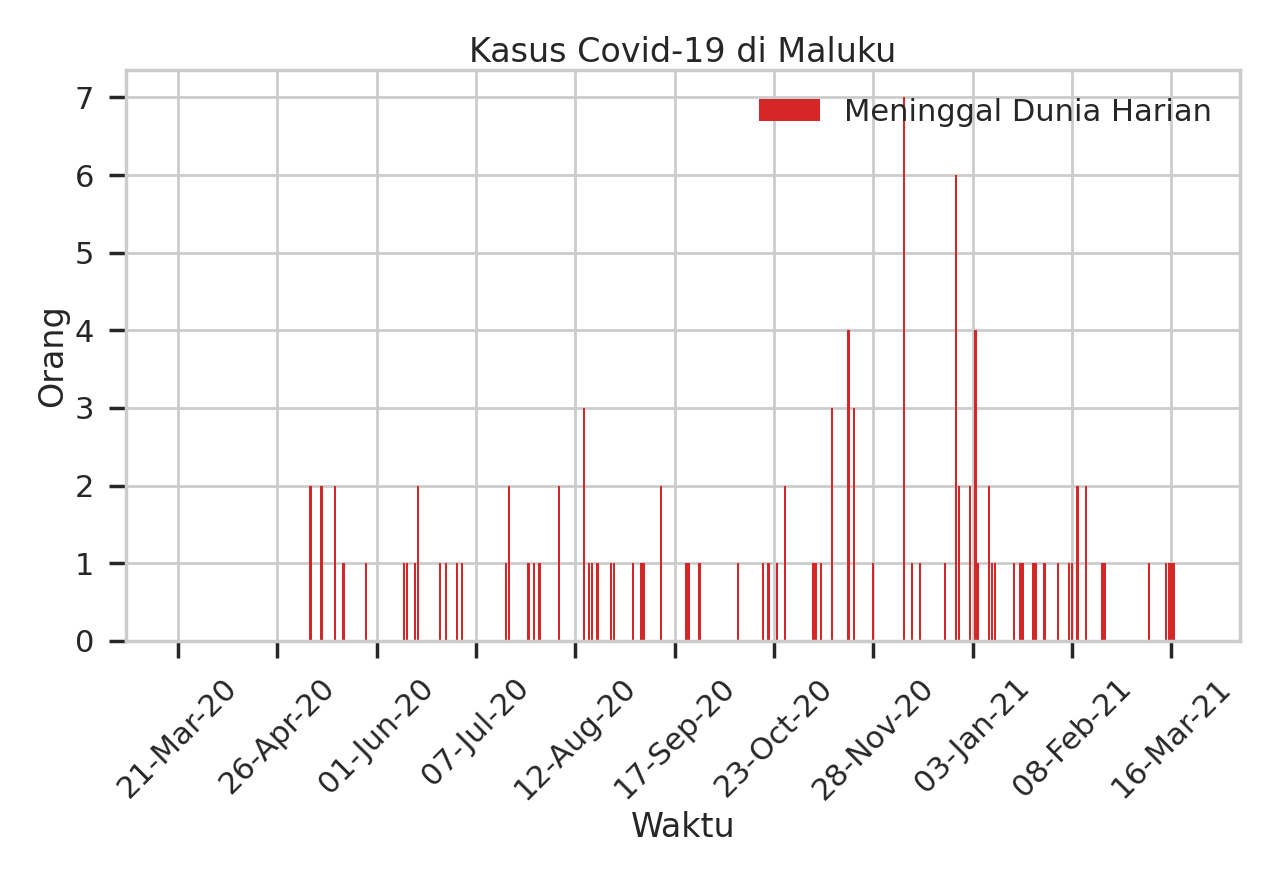 Kasus Covid-19 di Maluku
Meninggal Dunia Harian
Orang
7
6
5
4
3
2
1
0
21-Mar-20
26-Apr-20
01-Jun-20
07-Jul-20
12-Aug-20
17-Sep-20
23-Oct-20
28-Nov-20
03-Jan-21
08-Feb-21
16-Mar-21
Waktu